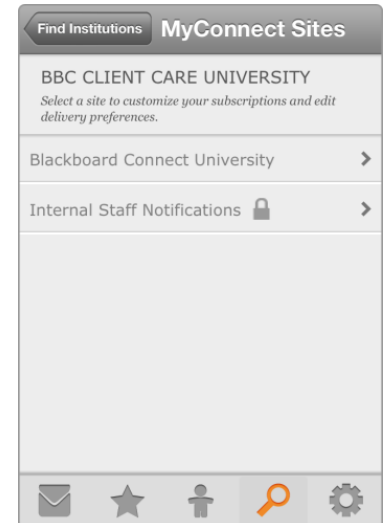 Find Institutions MyConnect Sites
BBC CLIENT CARE UNIVERSITY
Select a site to customize your subscriptions and edit
delivery preferences.
Blackboard Connect University
Internal Staff Notifications